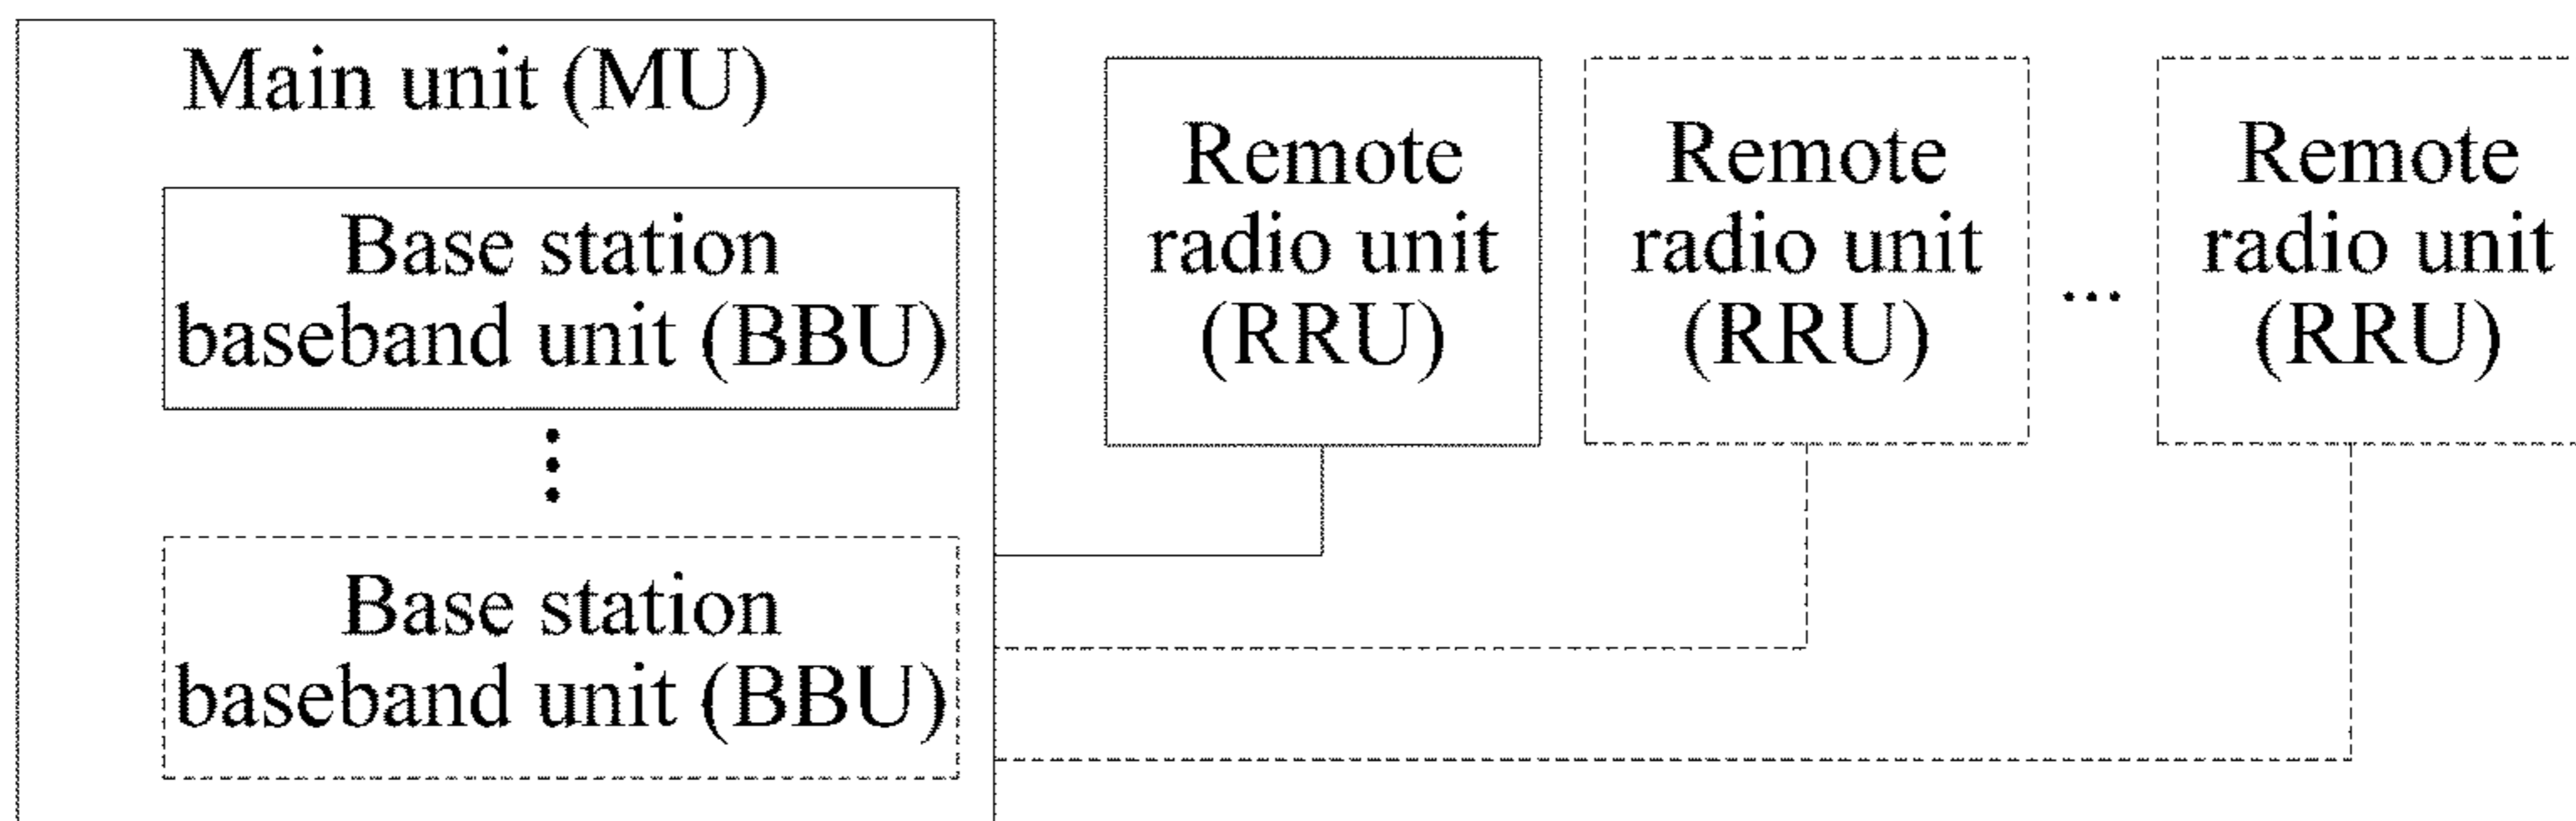 Main unit (MU)
Base station
baseband unit (BBU)
Base station
baseband unit (BBU)
Remote
radio unit
(RRU)
Remote
radio unit
(RRU)
...
Remote
radio unit
(RRU)